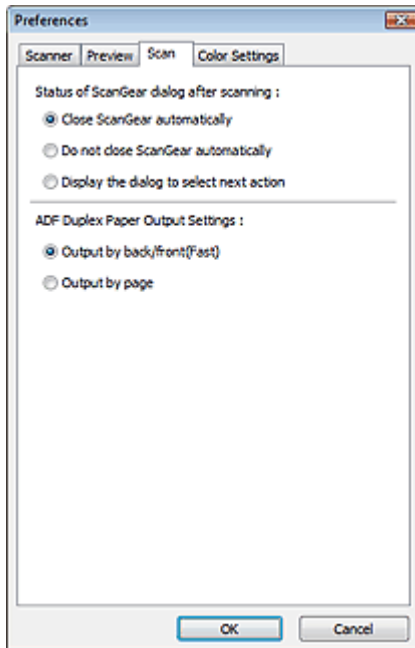 Preferences
Scanner Preview Scan Color Settings
Status of ScanGear dialog after scanning :
Close ScanGear automatically
Do not close ScanGear automatically
Display the dialog to select next action
ADF Duplex Paper Output Settings :
Output by back/front(Fast)
Output by page
OK Cancel